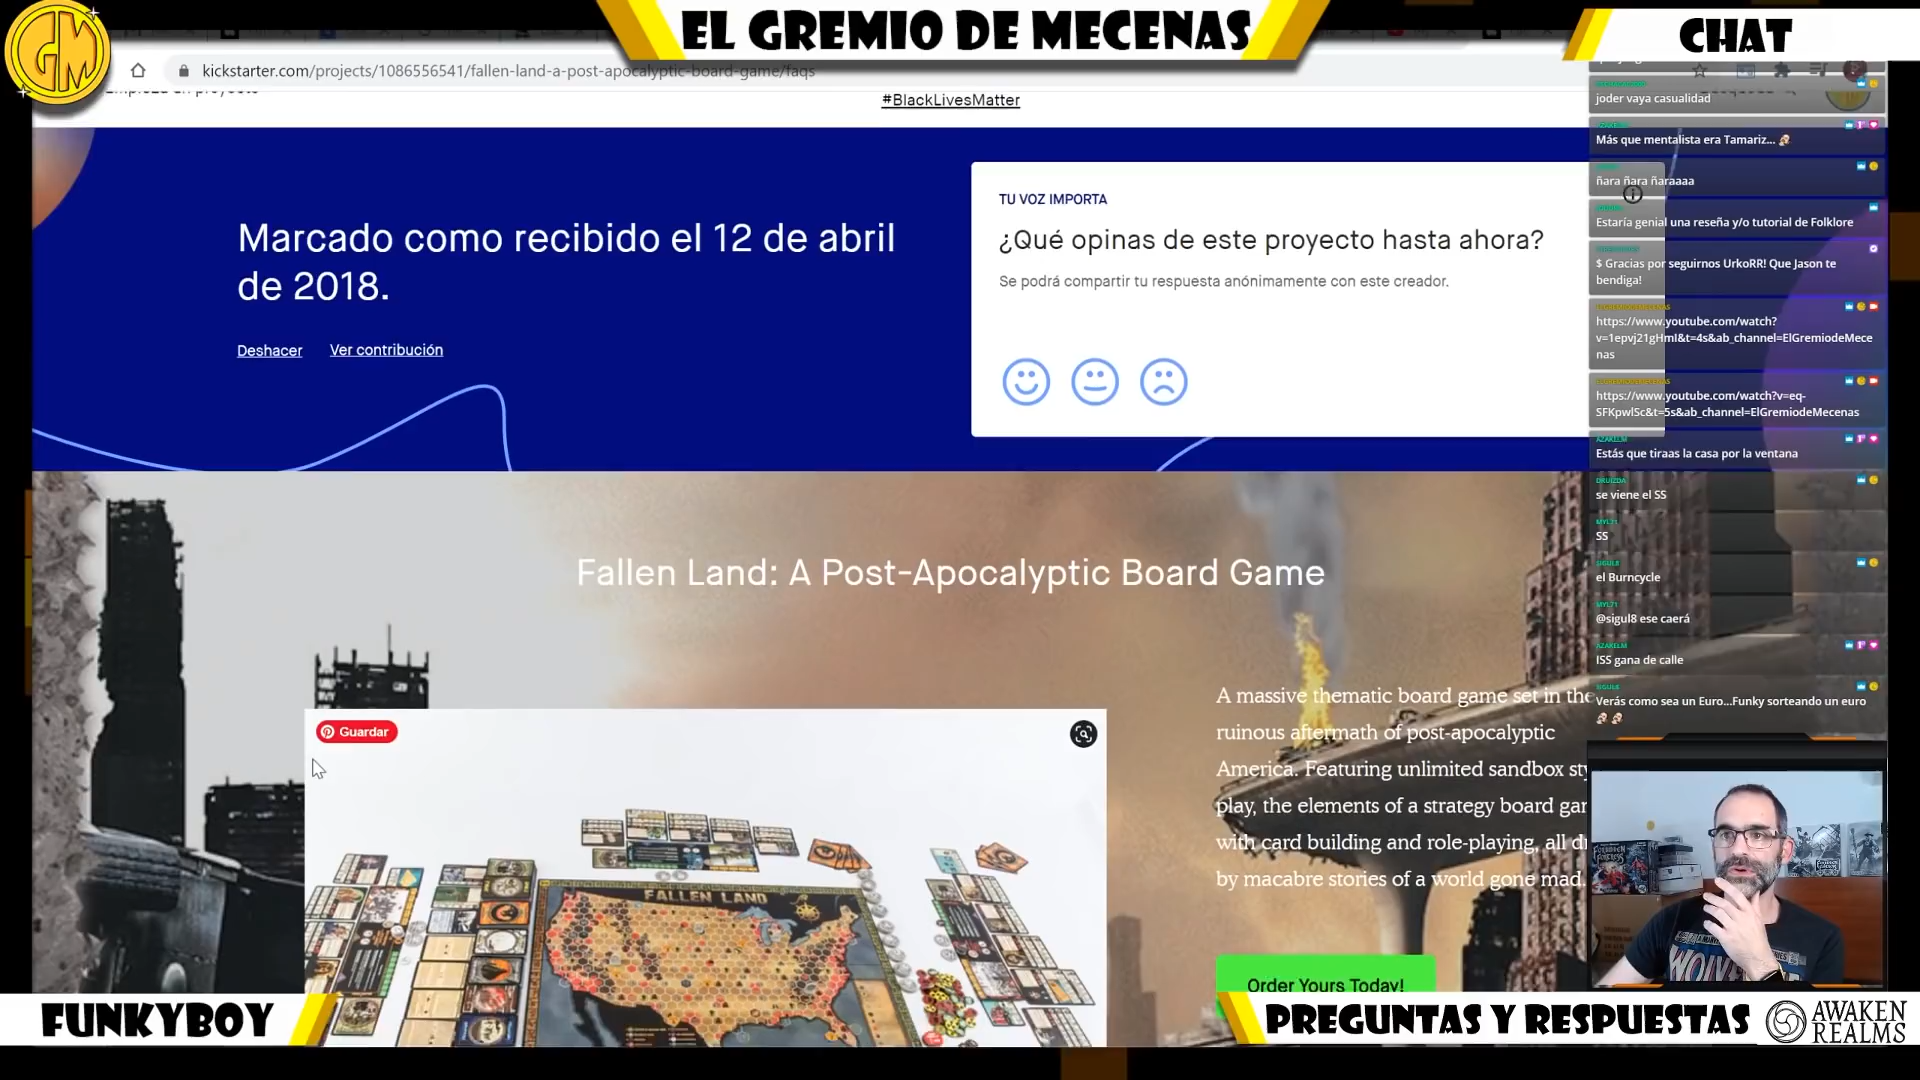 GM
EL GREMIO DE MECENAS
CHAT
kickstarter.com/projects/1086556541/fallen-land-a-post-apocalyptic-board-game/faqs
#BlackLivesMatter
Marcado como recibido el 12 de abril
de 2018.
Deshacer
Ver contribución
TU VOZ IMPORTA
¿Qué opinas de este proyecto hasta ahora?
Se podrá compartir tu respuesta anónimamente con este creador.
Fallen Land: A Post-Apocalyptic Board Game
Guardar
FALLEN LAND
A massive thematic board game set in the
ruinous aftermath of post-apocalyptic
America. Featuring unlimited sandbox
play, the elements of a strategy board
with card building and role-playing, all
by macabre stories of a world gone mad.
Order Yours Today!
joder vaya casualidad
Más que mentalista era Tamariz...
ñara ñara ñaraaaa
Estaría genial una reseña y/o tutorial de Folklore
$ Gracias por seguirnos UrkoRR! Que Jason te
bendiga!
https://www.youtube.com/watch?
v=1epvj21gHmI&t=4s&ab_channel=ElGremiodeMece
nas
https://www.youtube.com/watch?v=eq-
SFKpwlSc&t=5s&ab_channel=ElGremiodeMecenas
AZAKELM
Estás que tiraas la casa por la ventana
DRUIZDA
se viene el SS
MYL71
SS
SIGUL8
el Burncycle
MYL71
@sigul8 ese caerá
AZAKELM
ISS gana de calle
SIGUL8
Verás como sea un Euro...Funky sorteando un euro
FUNKYBOY
PREGUNTAS Y RESPUESTAS
AWAKEN
REALMS